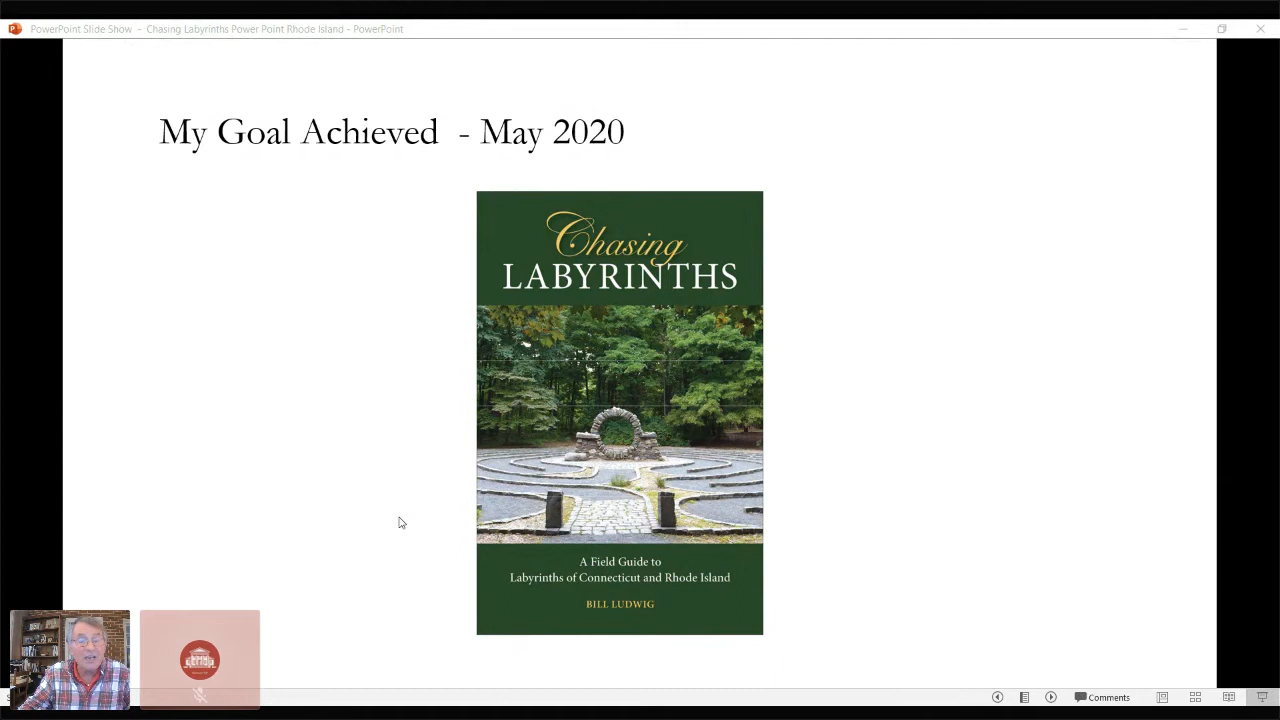 PowerPoint Slide Show - Chasing Labyrinths Power Point Rhode Island - PowerPoint
My Goal Achieved - May 2020
Chasing
LABYRINTHS
A Field Guide to
Labyrinths of Connecticut and Rhode Island
BILL LUDWIG
Comments